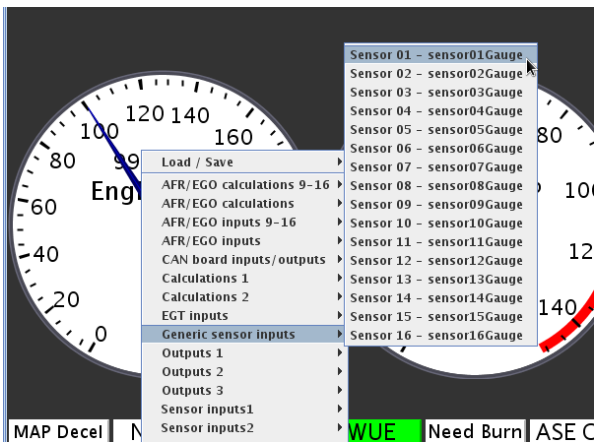 120
140
100
160
99
80
Engi
60
40
20
0
80
100
12
140
Load / Save
AFR/EGO calculations 9-16
AFR/EGO calculations
AFR/EGO inputs 9-16
AFR/EGO inputs
CAN board inputs/outputs
Calculations 1
Calculations 2
EGT inputs
Generic sensor inputs
Outputs 1
Outputs 2
Outputs 3
Sensor inputs1
Sensor inputs2
Sensor 01 - sensor01Gauge
Sensor 02 - sensor02Gauge
Sensor 03 - sensor03Gauge
Sensor 04 - sensor04Gauge
Sensor 05 - sensor05Gauge
Sensor 06 - sensor06Gauge
Sensor 07 - sensor07Gauge
Sensor 08 - sensor08Gauge
Sensor 09 - sensor09Gauge
Sensor 10 - sensor10Gauge
Sensor 11 - sensor11Gauge
Sensor 12 - sensor12Gauge
Sensor 13 - sensor13Gauge
Sensor 14 - sensor14Gauge
Sensor 15 - sensor15Gauge
Sensor 16 - sensor16Gauge
MAP Decel
N
WUE
Need Burn
ASE